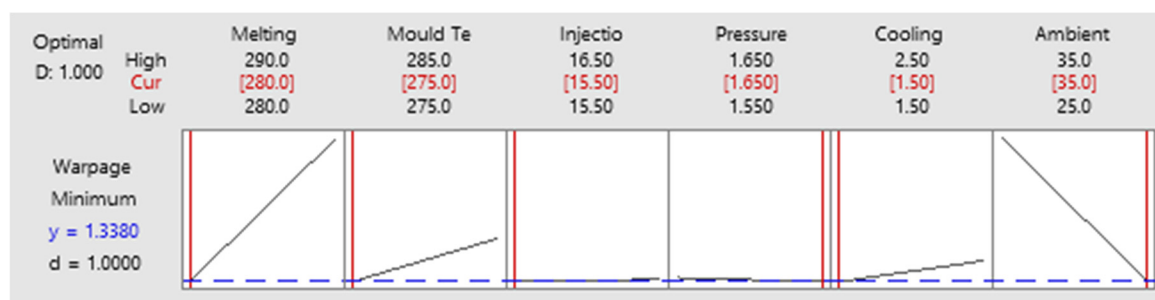 Optimal Melting Mould Te Injectio Pressure Cooling Ambient
High 290.0 285.0 16.50 1.650 2.50 35.0
D: 1.000 Cur [280.0] [275.0] [15.50] [1.650] [1.50] [35.0]
Low 280.0 275.0 15.50 1.550 1.50 25.0
Warpage
Minimum
y = 1.3380
d = 1.0000